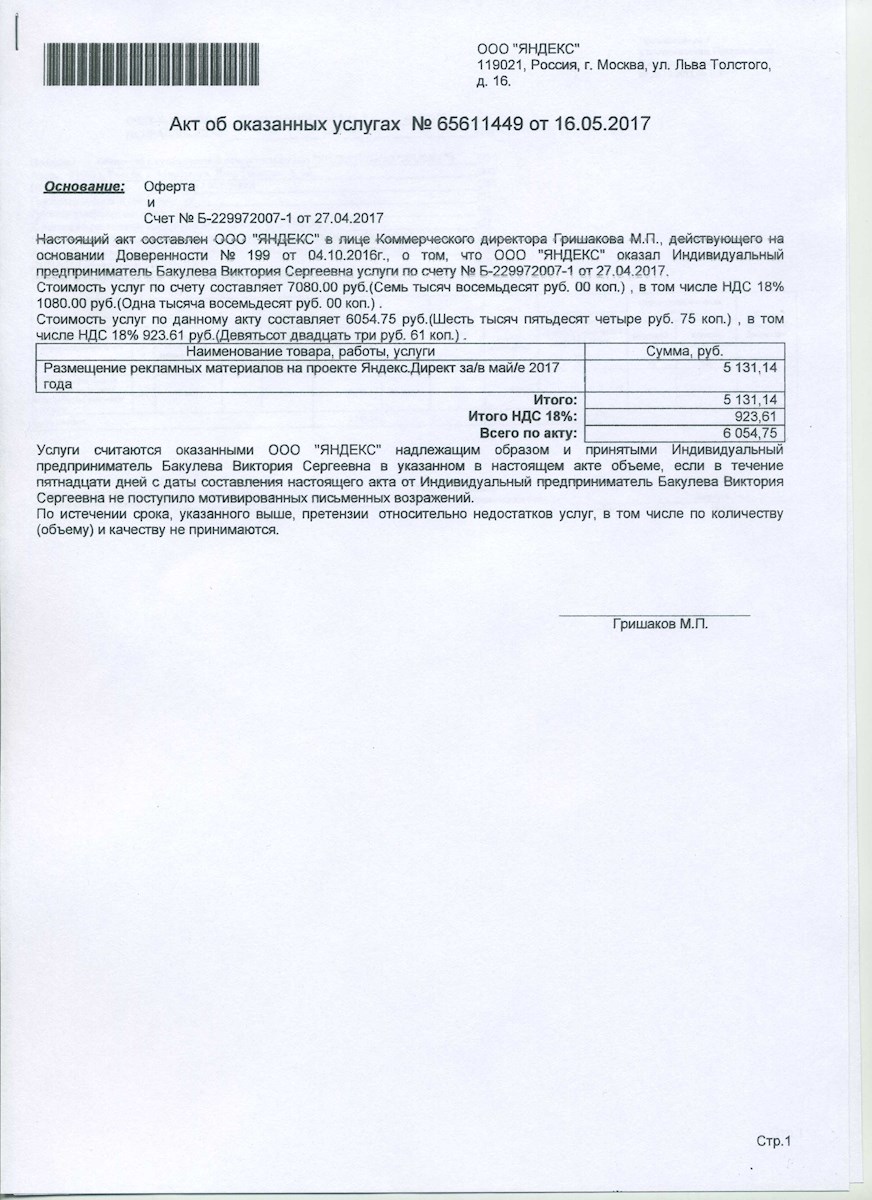 ООО "ЯНДЕКС"
119021, Россия, г. Москва, ул. Льва Толстого,
д. 16.
Акт об оказанных услугах № 65611449 от 16.05.2017
Основание: Оферта
и
Счет № Б-229972007-1 от 27.04.2017
Настоящий акт составлен ООО "ЯНДЕКС" в лице Коммерческого директора Гришакова М.П., действующего на
основании Доверенности № 199 от 04.10.2016г., о том, что ООО "ЯНДЕКС" оказал Индивидуальный
предприниматель Бакулева Виктория Сергеевна услуги по счету № Б-229972007-1 от 27.04.2017.
Стоимость услуг по счету составляет 7080.00 руб.(Семь тысяч восемьдесят руб. 00 коп.) , в том числе НДС 18%
1080.00 руб.(Одна тысяча восемьдесят руб. 00 коп.) .
Стоимость услуг по данному акту составляет 6054.75 руб.(Шесть тысяч пятьдесят четыре руб. 75 коп.) , в том
числе НДС 18% 923.61 руб.(Девятьсот двадцать три руб. 61 коп.) .
Наименование товара, работы, услуги Сумма, руб.
Размещение рекламных материалов на проекте Яндекс.Директ за/в май/е 2017 5 131,14
года
Итого: 5 131,14
Итого НДС 18%: 923,61
Всего по акту: 6 054,75
Услуги считаются оказанными ООО "ЯНДЕКС" надлежащим образом и принятыми Индивидуальный
предприниматель Бакулева Виктория Сергеевна в указанном в настоящем акте объеме, если в течение
пятнадцати дней с даты составления настоящего акта от Индивидуальный предприниматель Бакулева Виктория
Сергеевна не поступило мотивированных письменных возражений.
По истечении срока, указанного выше, претензии относительно недостатков услуг, в том числе по количеству
(объему) и качеству не принимаются.
Гришаков М.П.
Стр.1